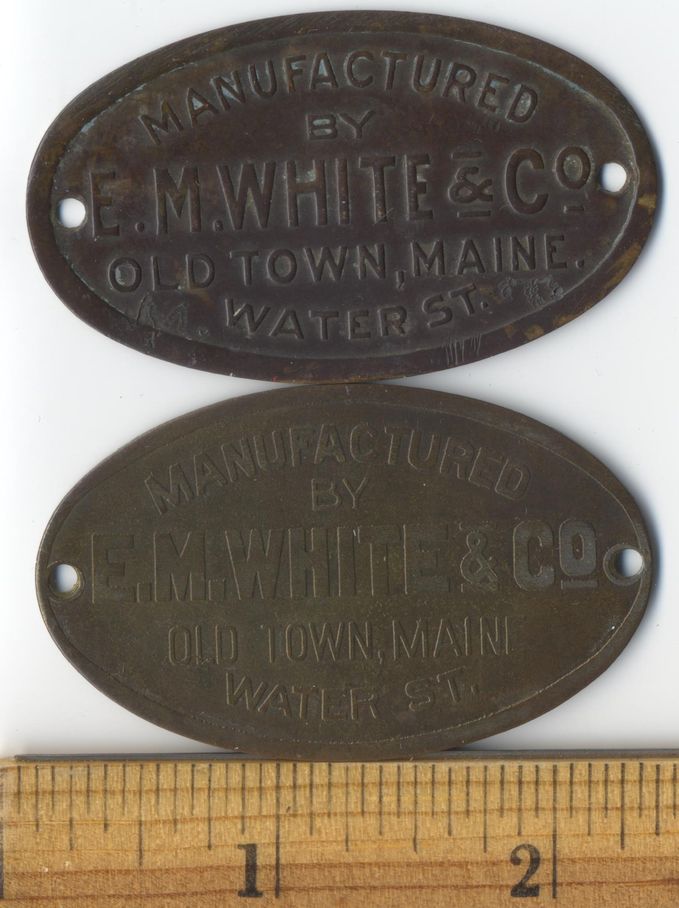 MANUFACTURED
BY
E.M.WHITE & Co
OLD TOWN, MAINE.
WATER ST.
MANUFACTURED
BY
E.M.WHITE & Co
OLD TOWN, MAINE
WATER ST.
1 2